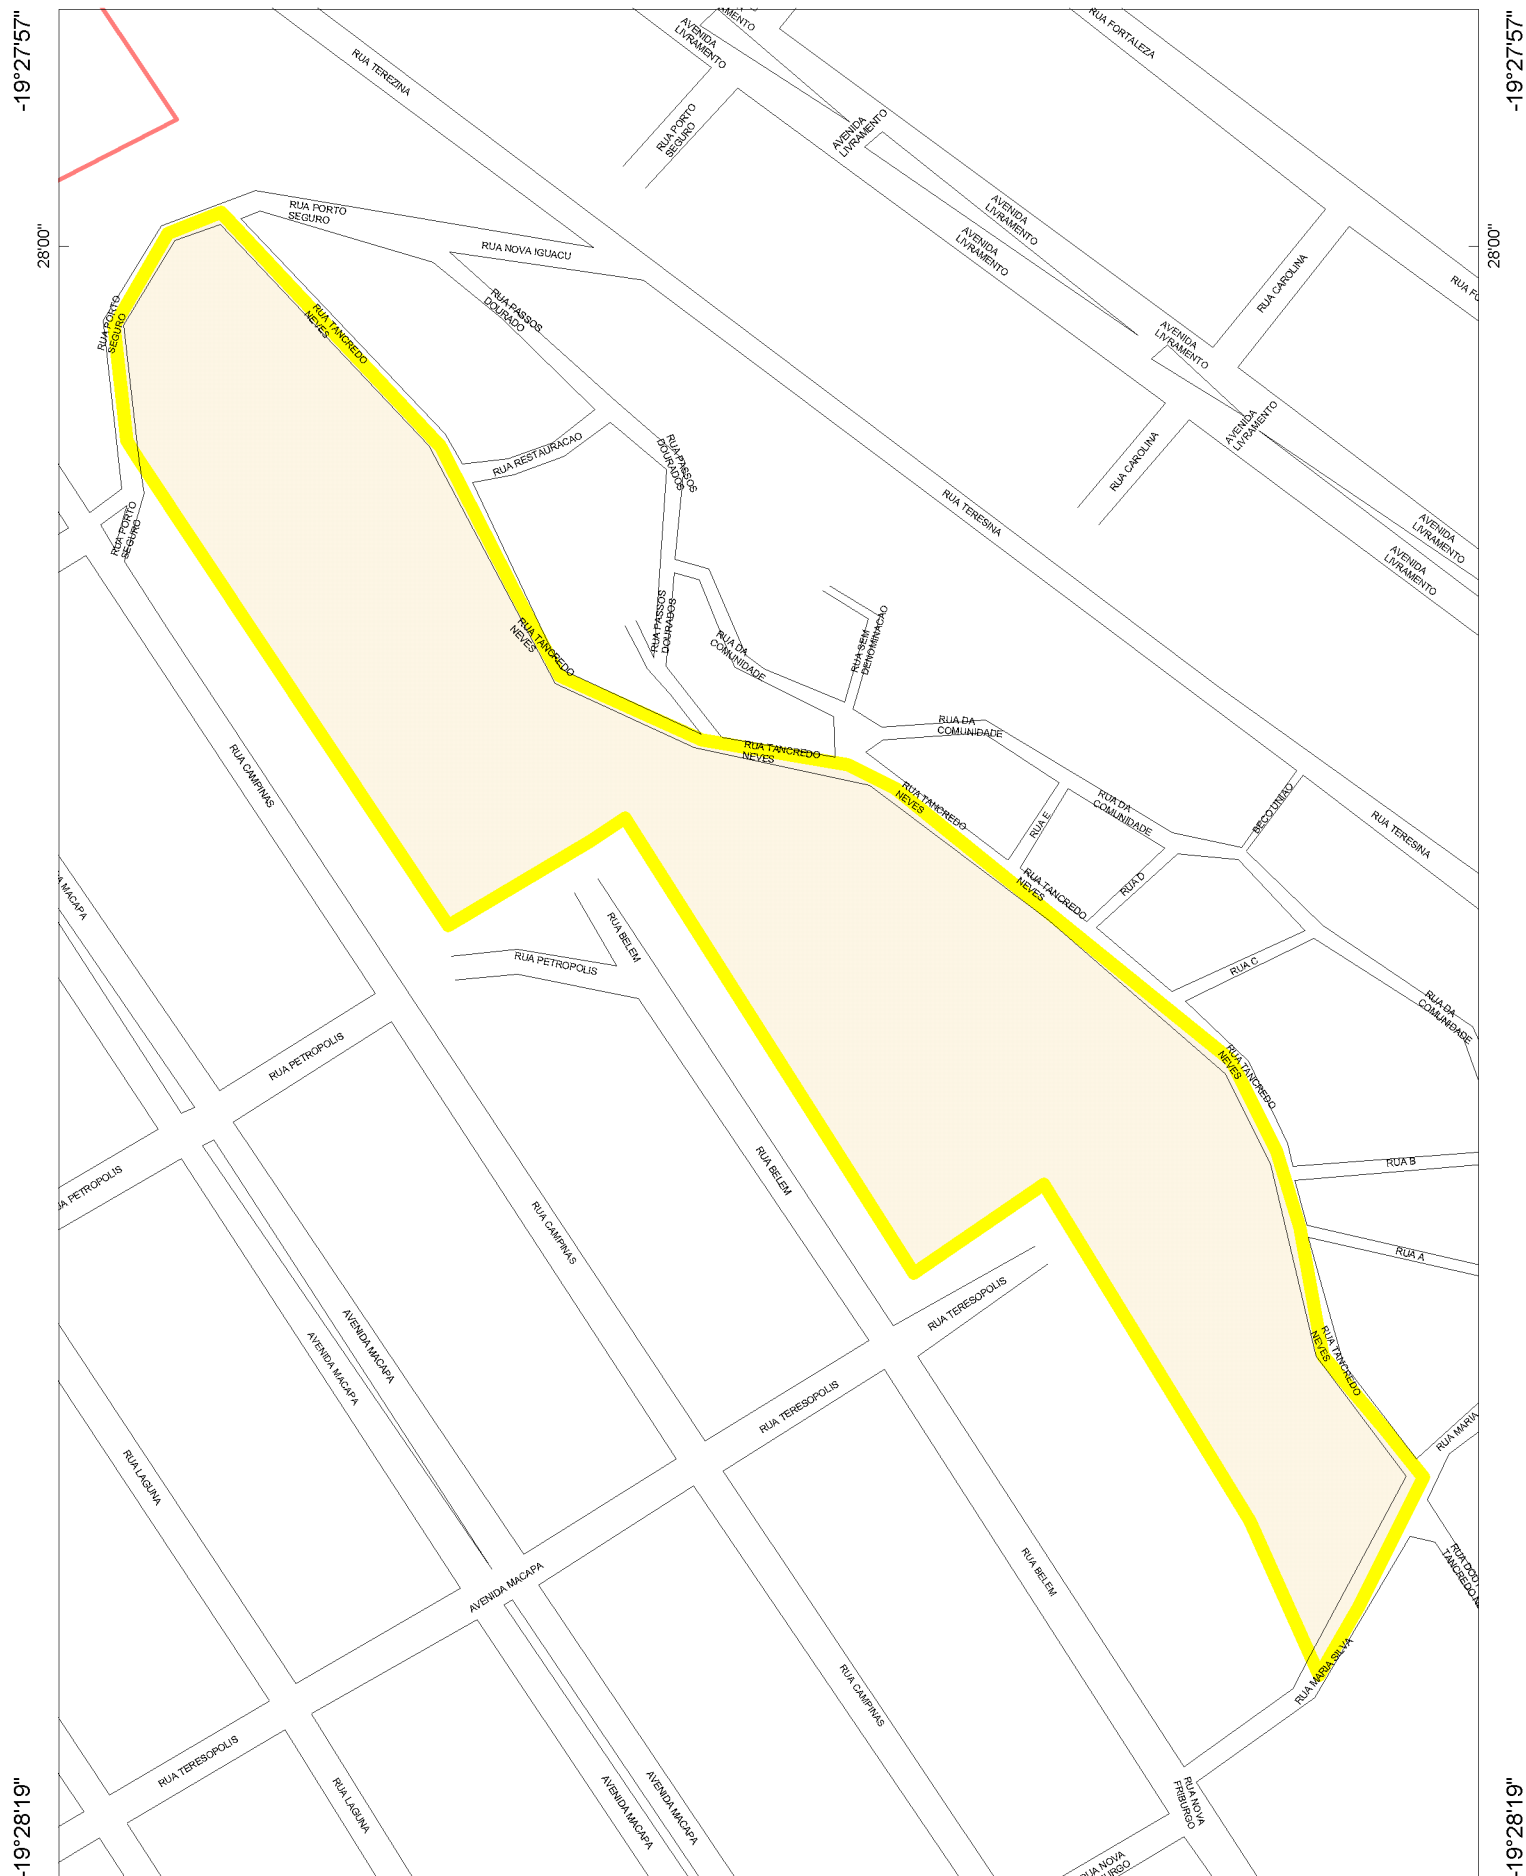 -19°27'57"
-19°27'57"
RUA FORTALEZA
AVENIDA
LIVRAMENTO
RUA TEREZINA
RUA PORTO
SEGURO
AVENIDA
LIVRAMENTO
RUA PORTO
SEGURO
AVENIDA
LIVRAMENTO
AVENIDA
LIVRAMENTO
28'00"
28'00"
RUA NOVA IGUACU
RUA CAROLINA
RUA PASSOS
DOURADO
RUA PORTO
SEGURO
RUA TANCREDO
NEVES
AVENIDA
LIVRAMENTO
AVENIDA
LIVRAMENTO
RUA RESTAURACAO
RUA PASSOS
DOURADOS
RUA CAROLINA
RUA TERESINA
RUA PORTO
SEGURO
AVENIDA
LIVRAMENTO
AVENIDA
LIVRAMENTO
RUA PASSOS
DOURADOS
RUA TANCREDO
NEVES
RUA DA
COMUNIDADE
RUA SEM
DENOMINACAO
RUA DA
COMUNIDADE
RUA TANCREDO
NEVES
RUA CAMPINAS
RUA TANCREDO
NEVES
RUA E
RUA DA
COMUNIDADE
BECO UNIAO
RUA TERESINA
MACAPA
RUA TANCREDO
NEVES
RUA D
RUA BELEM
RUA PETROPOLIS
RUA C
RUA DA
COMUNIDADE
RUA PETROPOLIS
RUA TANCREDO
NEVES
PETROPOLIS
RUA BELEM
RUA B
RUA CAMPINAS
RUA A
RUA TERESOPOLIS
AVENIDA MACAPA
AVENIDA MACAPA
RUA TANCREDO
NEVES
RUA TERESOPOLIS
RUA MARIA
RUA LAGUNA
RUA BELEM
AVENIDA MACAPA
TANCREDO
RUA MARIA SILVA
RUA CAMPINAS
RUA TERESOPOLIS
RUA LAGUNA
AVENIDA MACAPA
AVENIDA MACAPA
RUA NOVA
FRIBURGO
NOVA
-19°28'19"
-19°28'19"